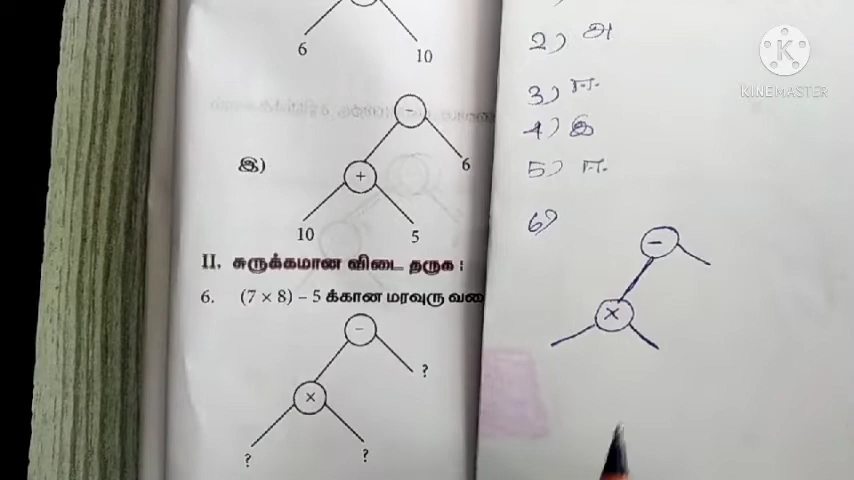 6
10
இ)
−
+
6
10
5
II. சுருக்கமான விடை தருக :
6. (7 × 8) − 5 க்கான மரவுரு
−
?
×
?
?
2) அ
3) ஈ.
4) இ
5) ஈ.
6)
−
×
K
KINEMASTER